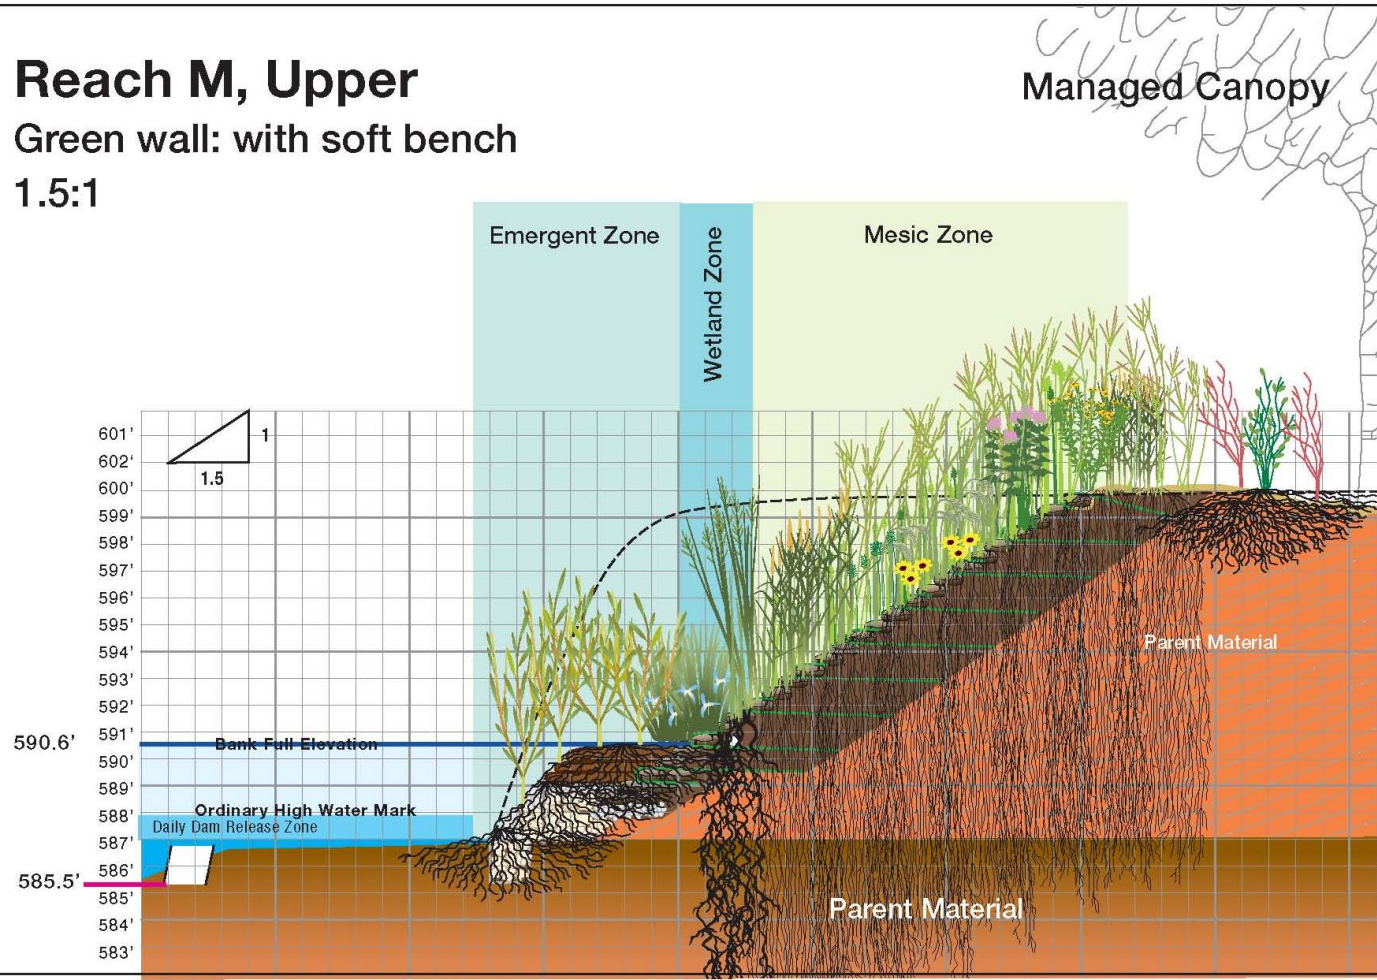 Reach M, Upper
Green wall: with soft bench
1.5:1
Managed Canopy
Emergent Zone
Wetland Zone
Mesic Zone
1
1.5
601'
602'
600'
599'
598'
597'
596'
595'
594'
593'
592'
591'
590.6'
Bank Full Elevation
590'
589'
Ordinary High Water Mark
588'
Daily Dam Release Zone
587'
586'
585.5'
585'
584'
583'
Parent Material
Parent Material